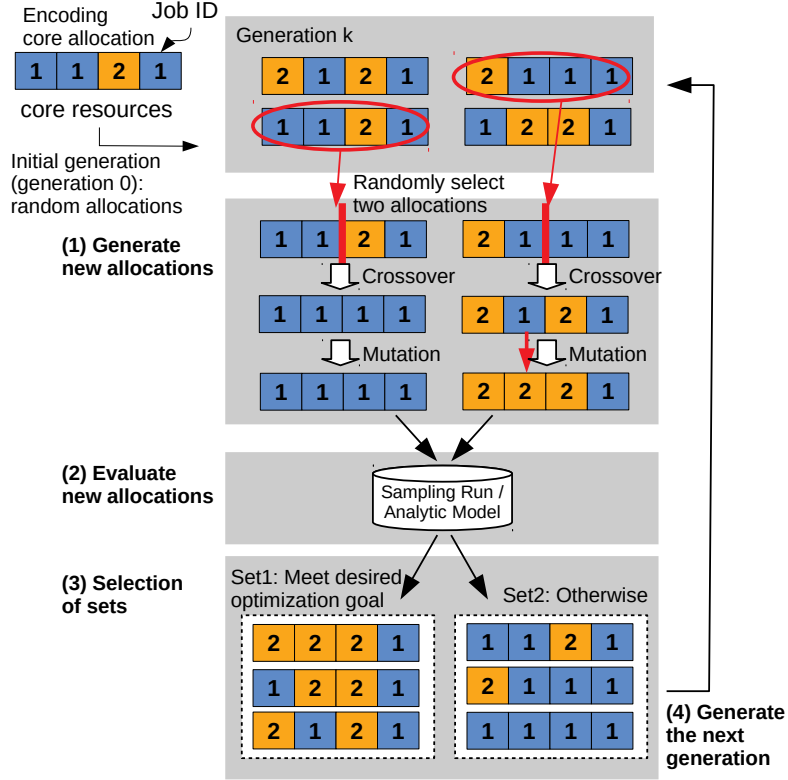 Encoding
core allocation
Job ID
1 1 2 1
core resources
Initial generation
(generation 0):
random allocations
Generation k
2 1 2 1
2 1 1 1
1 1 2 1
1 2 2 1
Randomly select
two allocations
(1) Generate
new allocations
1 1 2 1
2 1 1 1
Crossover
Crossover
1 1 1 1
2 1 2 1
Mutation
Mutation
1 1 1 1
2 2 2 1
(2) Evaluate
new allocations
Sampling Run /
Analytic Model
(3) Selection
of sets
Set1: Meet desired
optimization goal
Set2: Otherwise
2 2 2 1
1 2 2 1
2 1 2 1
1 1 2 1
2 1 1 1
1 1 1 1
(4) Generate
the next
generation